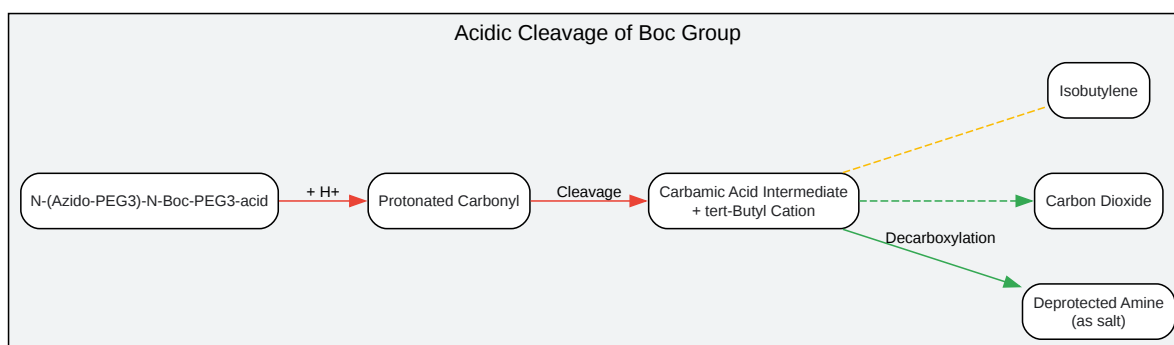 Acidic Cleavage of Boc Group
Isobutylene
N-(Azido-PEG3)-N-Boc-PEG3-acid
+ H+
Protonated Carbonyl
Cleavage
Carbamic Acid Intermediate
+ tert-Butyl Cation
Carbon Dioxide
Decarboxylation
Deprotected Amine
(as salt)